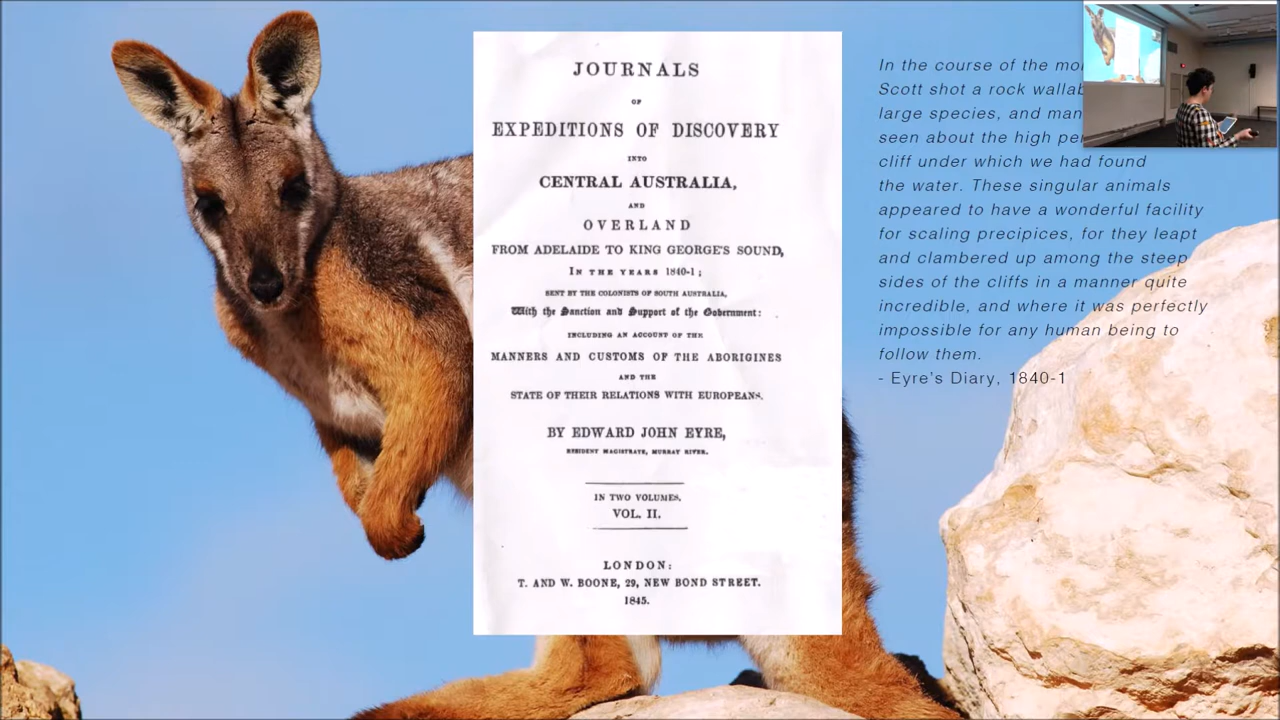 JOURNALS
OF
EXPEDITIONS OF DISCOVERY
INTO
CENTRAL AUSTRALIA,
AND
OVERLAND
FROM ADELAIDE TO KING GEORGE'S SOUND,
IN THE YEARS 1840-1;
SENT BY THE COLONISTS OF SOUTH AUSTRALIA,
With the Sanction and Support of the Government:
INCLUDING AN ACCOUNT OF THE
MANNERS AND CUSTOMS OF THE ABORIGINES
AND THE
STATE OF THEIR RELATIONS WITH EUROPEANS.
BY EDWARD JOHN EYRE,
RESIDENT MAGISTRATE, MURRAY RIVER.
IN TWO VOLUMES.
VOL. II.
LONDON:
T. AND W. BOONE, 29, NEW BOND STREET.
1845.
In the course of the
Scott shot a rock
large species, and
seen about the high
cliff under which we had found
the water. These singular animals
appeared to have a wonderful facility
for scaling precipices, for they leapt
and clambered up among the steep
sides of the cliffs in a manner quite
incredible, and where it was perfectly
impossible for any human being to
follow them.
- Eyre's Diary, 1840-1